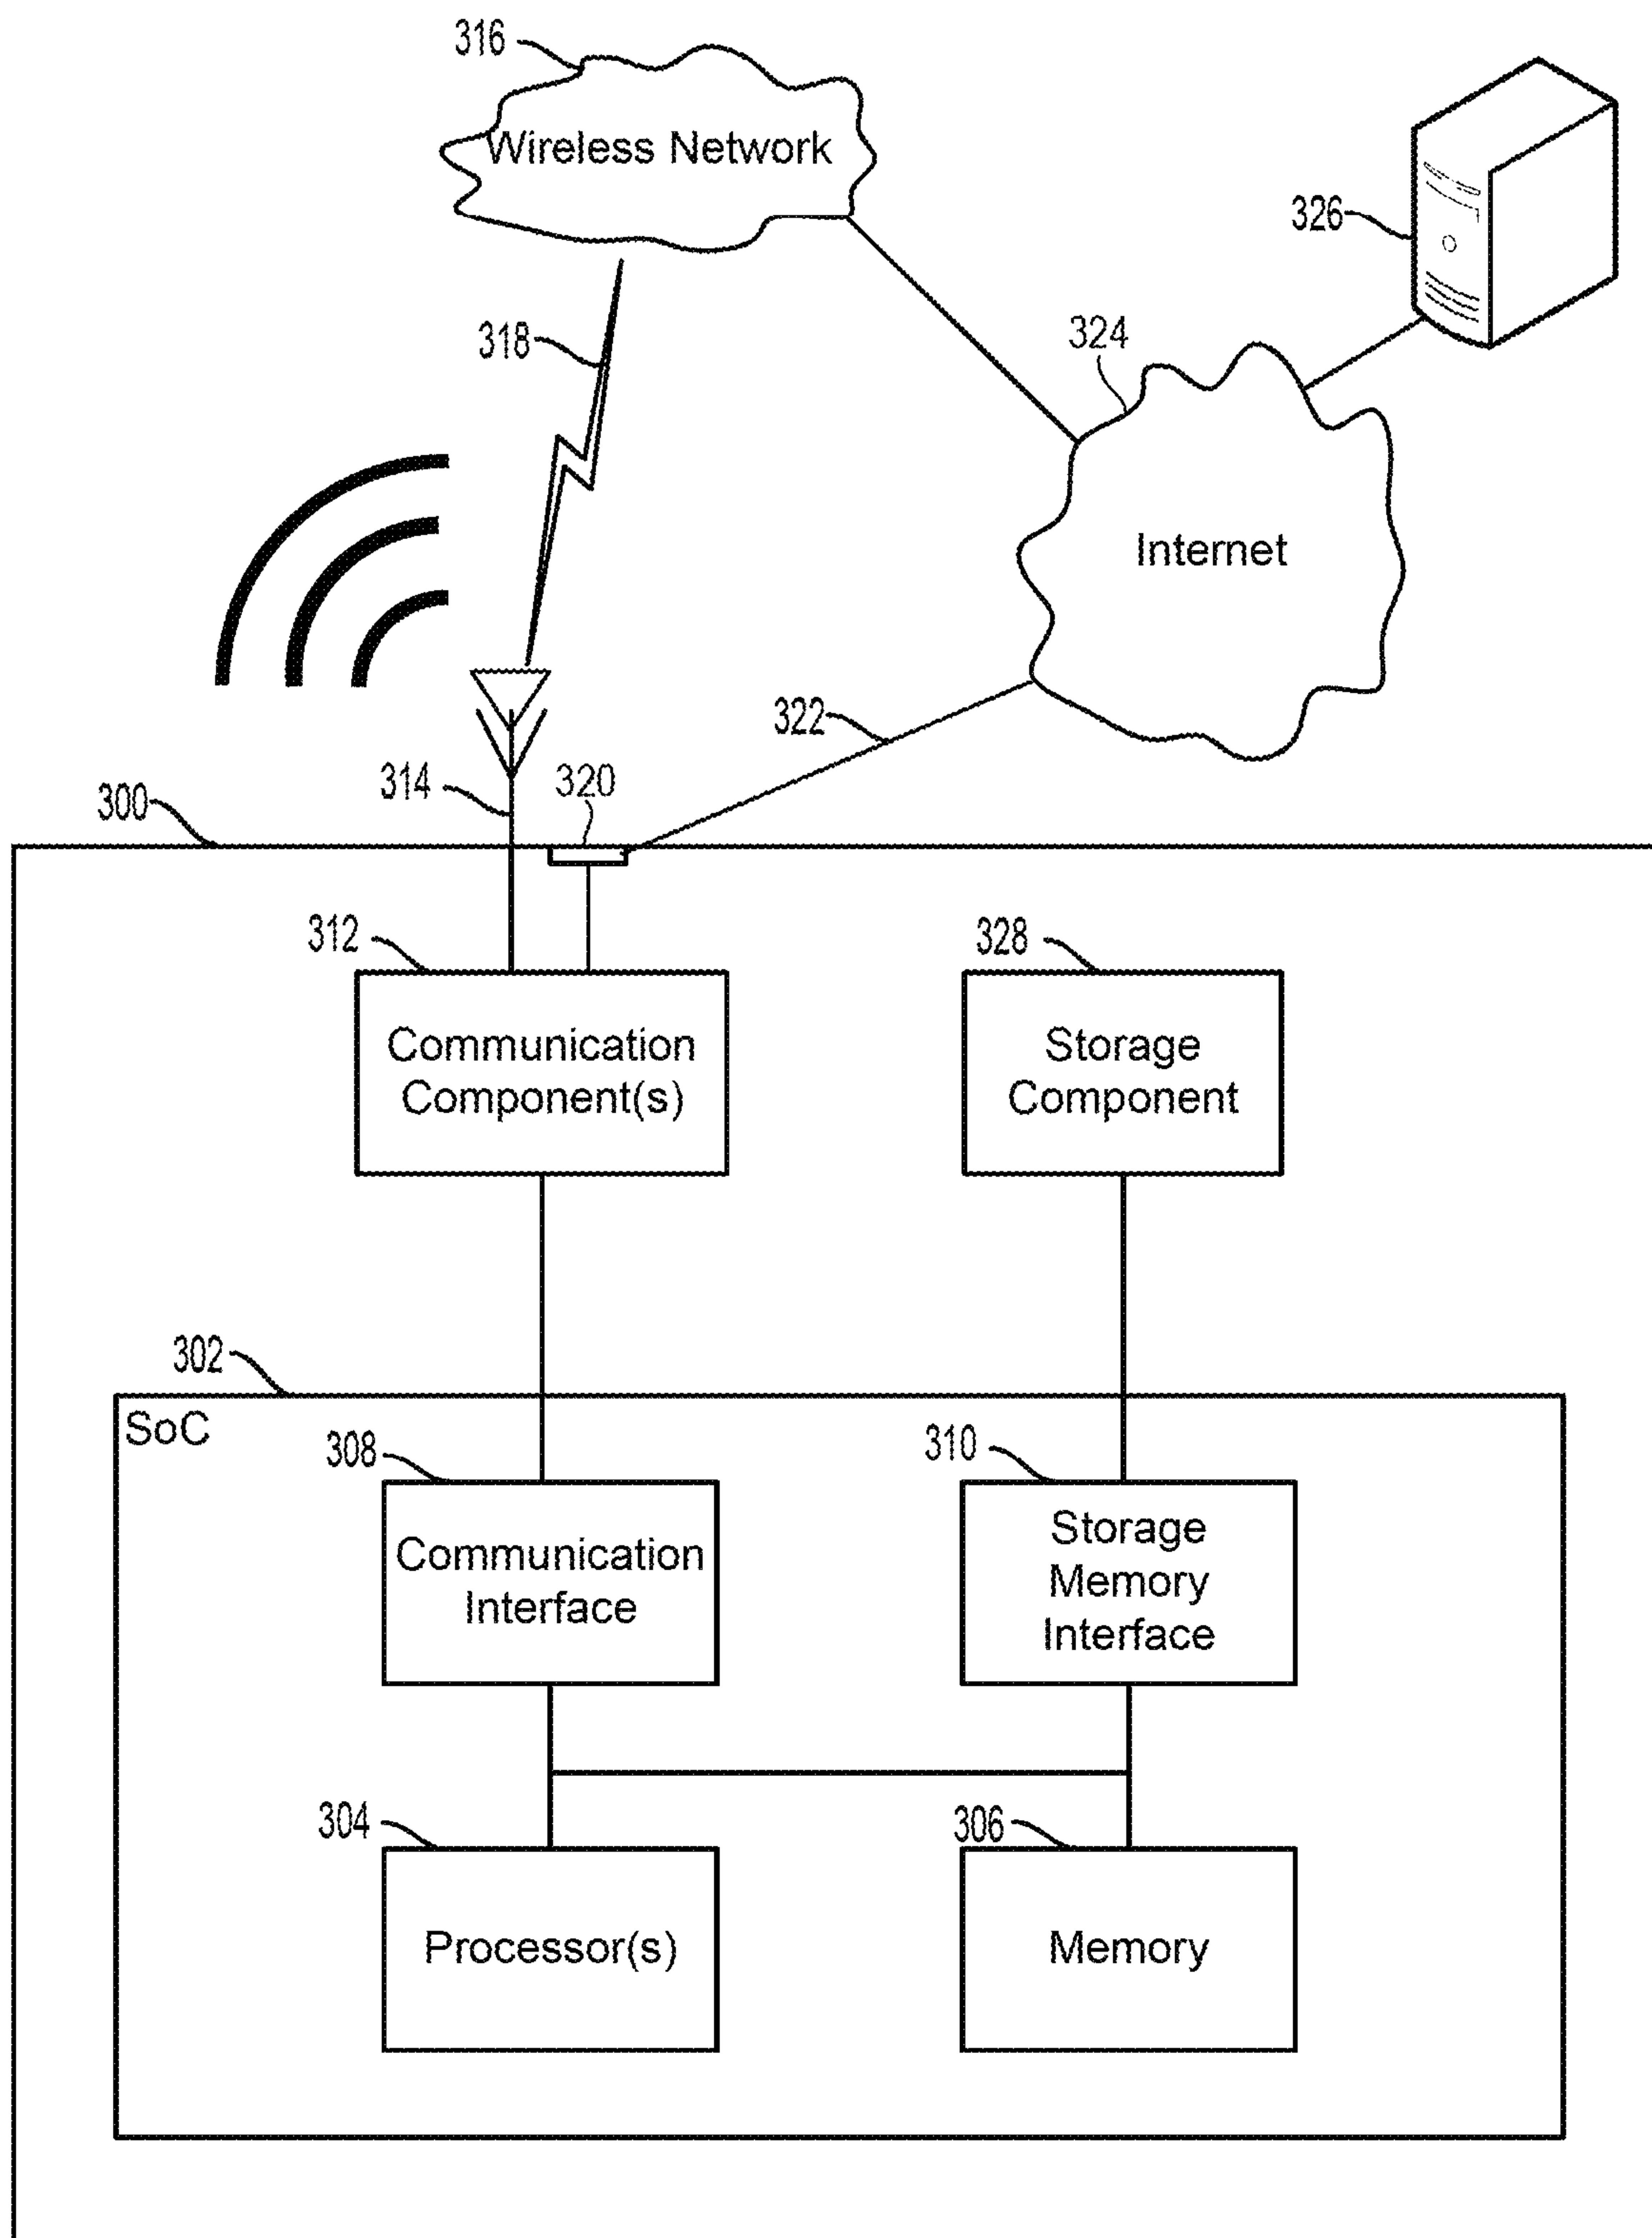 316
Wireless Network
326
318
324
Internet
322
314
320
300
312
328
Communication
Component(s)
Storage
Component
302
SoC
308
310
Communication
Interface
Storage
Memory
Interface
304
306
Processor(s)
Memory